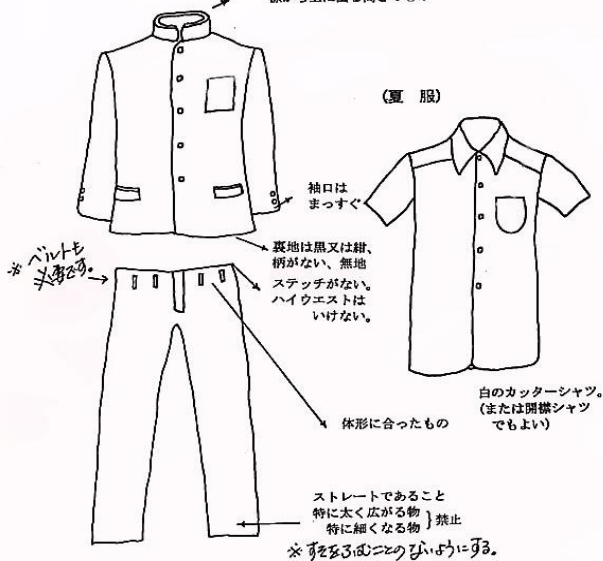 (夏　服)
袖口は
まっすぐ
裏地は黒又は紺、
柄がない、無地
※ ベルトも
必要です。
ステッチがない。
ハイウエストは
いけない。
白のカッターシャツ。
(または開襟シャツ
でもよい)
体形に合ったもの
ストレートであること
特に太く広がる物
特に細くなる物
}禁止
※すそをふむことのないようにする。